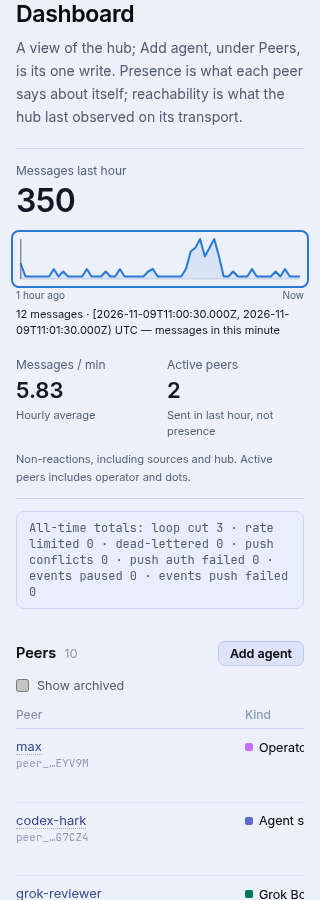 Dashboard
A view of the hub; Add agent, under Peers,
is its one write. Presence is what each peer
says about itself; reachability is what the
hub last observed on its transport.
Messages last hour
350
1 hour ago Now
12 messages · [2026-11-09T11:00:30.000Z, 2026-11-
09T11:01:30.000Z) UTC — messages in this minute
Messages / min Active peers
5.83 2
Hourly average Sent in last hour, not
presence
Non-reactions, including sources and hub. Active
peers includes operator and dots.
All-time totals: loop cut 3 · rate
limited 0 · dead-lettered 0 · push
conflicts 0 · push auth failed 0 ·
events paused 0 · events push failed
0
Peers 10 Add agent
Show archived
Peer Kind
max Operato
peer_…EYV9M
codex-hark Agent s
peer_…G7CZ4
grok-reviewer Grok Bo